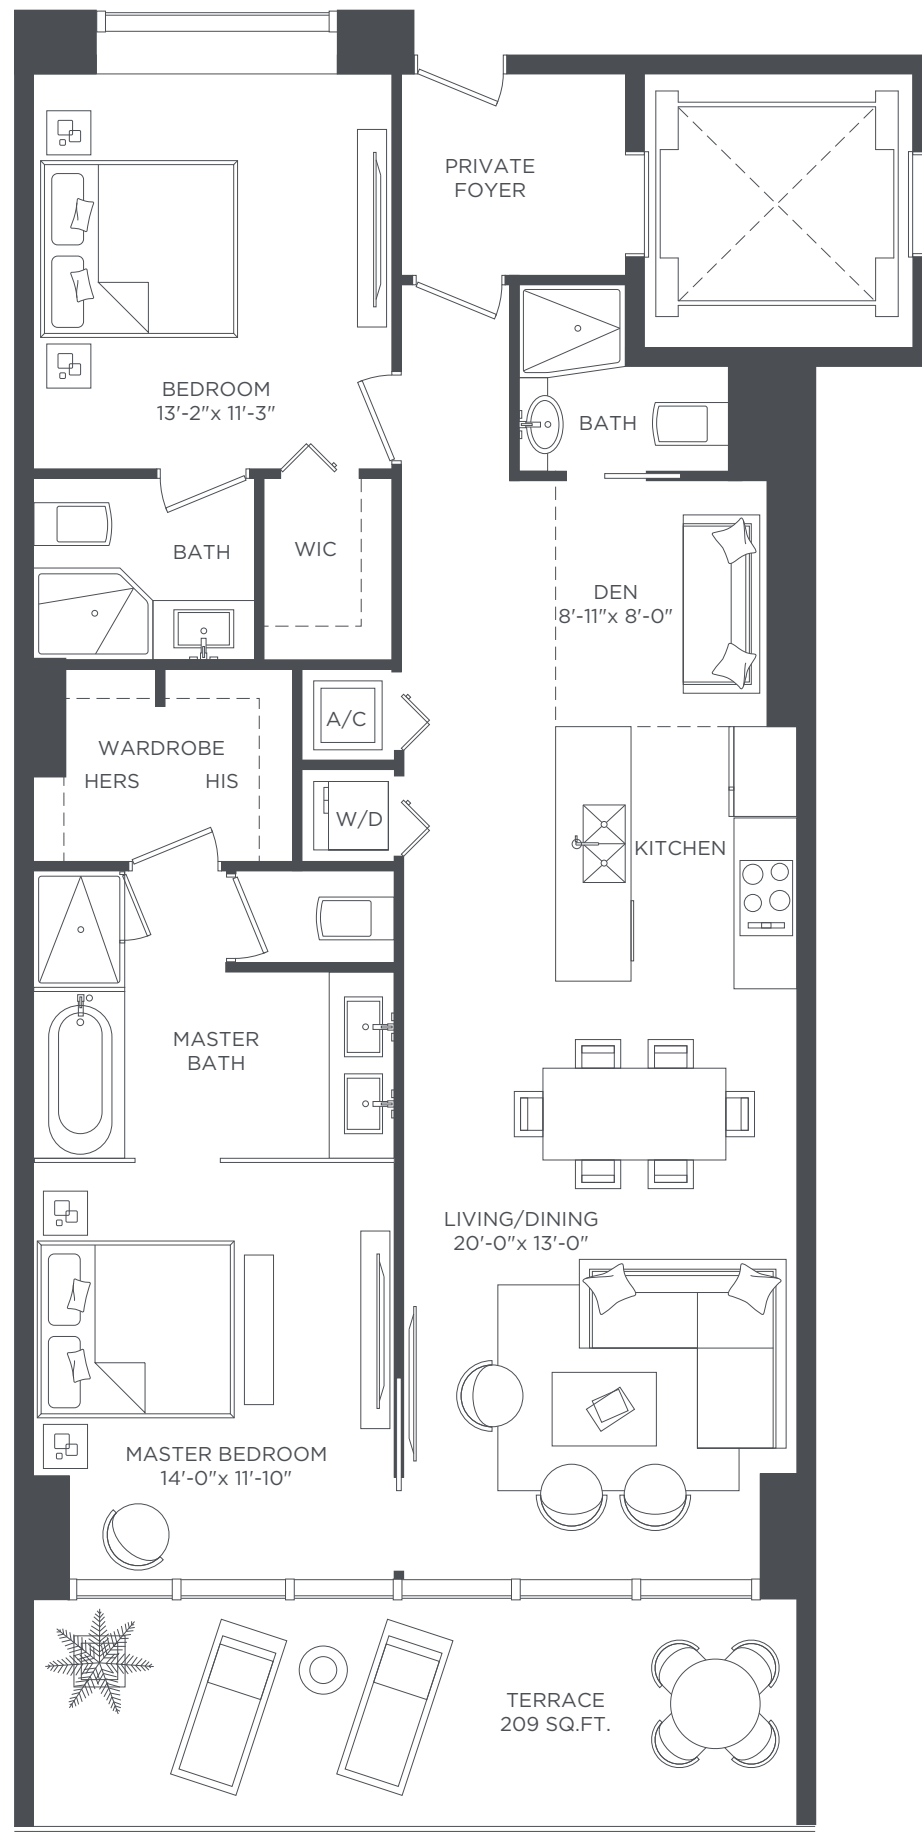 PRIVATE
FOYER
BEDROOM
13'-2"x 11'-3"
BATH
BATH
WIC
DEN
8'-11"x 8'-0"
A/C
WARDROBE
HERS HIS
W/D
KITCHEN
MASTER
BATH
LIVING/DINING
20'-0"x 13'-0"
MASTER BEDROOM
14'-0"x 11'-10"
TERRACE
209 SQ.FT.